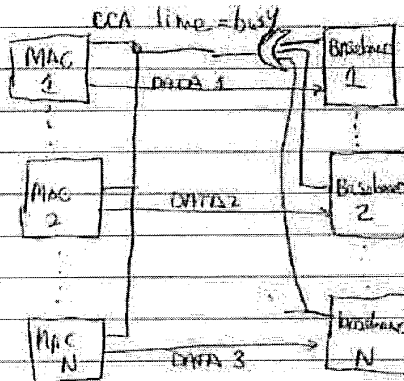 CCA line = busy
MAC
1
DATA 1
Baseband
1
MAC
2
DATA 2
Baseband
2
MAC
N
DATA 3
Baseband
N